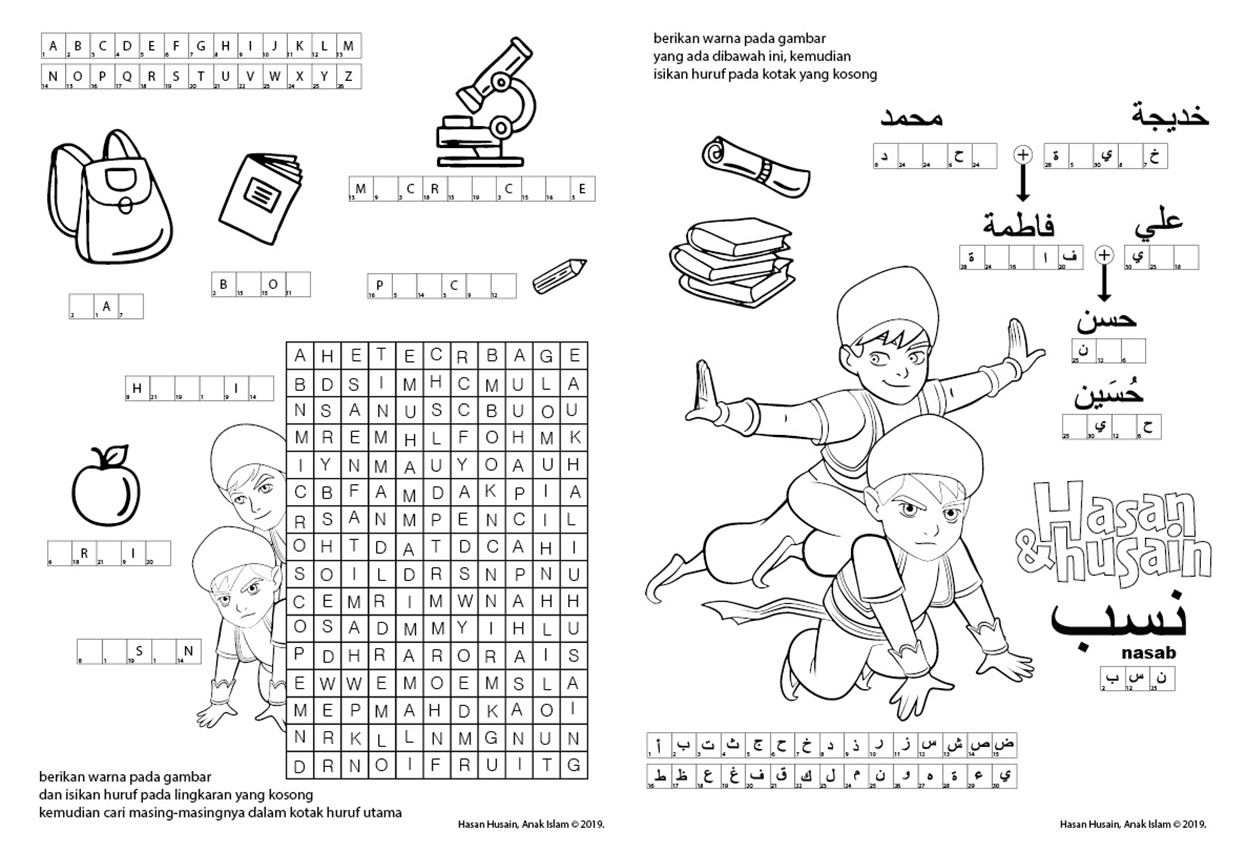 A B C D E F G H I J K L M
1 2 3 4 5 6 7 8 9 10 11 12 13
N O P Q R S T U V W X Y Z
14 15 16 17 18 19 20 21 22 23 24 25 26
M C R C E
13 9 3 18 15 19 3 15 16 5
B O
2 15 15 11
P C
16 5 14 3 9 12
A
2 1 7
H I
8 21 19 1 9 14
R I
6 18 21 9 20
S N
8 1 19 1 14
A H E T E C R B A G E
B D S I M H C M U L A
N S A N U S C B U O U
M R E M H L F O H M K
I Y N M A U Y O A U H
C B F A M D A K P I A
R S A N M P E N C I L
O H T D A T D C A H I
S O I L D R S N P N U
C E M R I M W N A H H
O S A D M M Y I H L U
P D H R A R O R A I S
E W W E M O E M S L A
M E P M A H D K A O I
N R K L L N M G N U N
D R N O I F R U I T G
berikan warna pada gambar
dan isikan huruf pada lingkaran yang kosong
kemudian cari masing-masingnya dalam kotak huruf utama
Hasan Husain, Anak Islam © 2019.
berikan warna pada gambar
yang ada dibawah ini, kemudian
isikan huruf pada kotak yang kosong
محمد خديجة
د ح + ة ي خ
8 24 24 6 24 28 5 30 8 7
فاطمة علي
ة ا ف + ي
28 24 16 20 30 23 18
حسن
ن
25 12 6
حُسَين
ي ح
25 30 12 6
Hasan
&husain
نسب
nasab
ب س ن
2 12 25
أ ب ت ث ج ح خ د ذ ر ز س ش ص ض
1 2 3 4 5 6 7 8 9 10 11 12 13 14 15
ط ظ ع غ ف ق ك ل م ن و ه ة ء ي
16 17 18 19 20 21 22 23 24 25 26 27 28 29 30
Hasan Husain, Anak Islam © 2019.